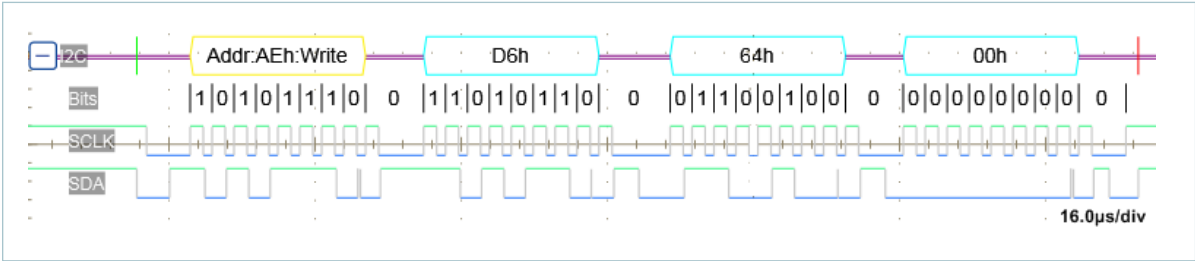 I2C Addr:AEh:Write D6h 64h 00h
Bits 1 0 1 0 1 1 1 0 0 1 1 0 1 0 1 1 0 0 0 1 1 0 0 1 0 0 0 0 0 0 0 0 0 0 0 0
SCLK
SDA
16.0µs/div